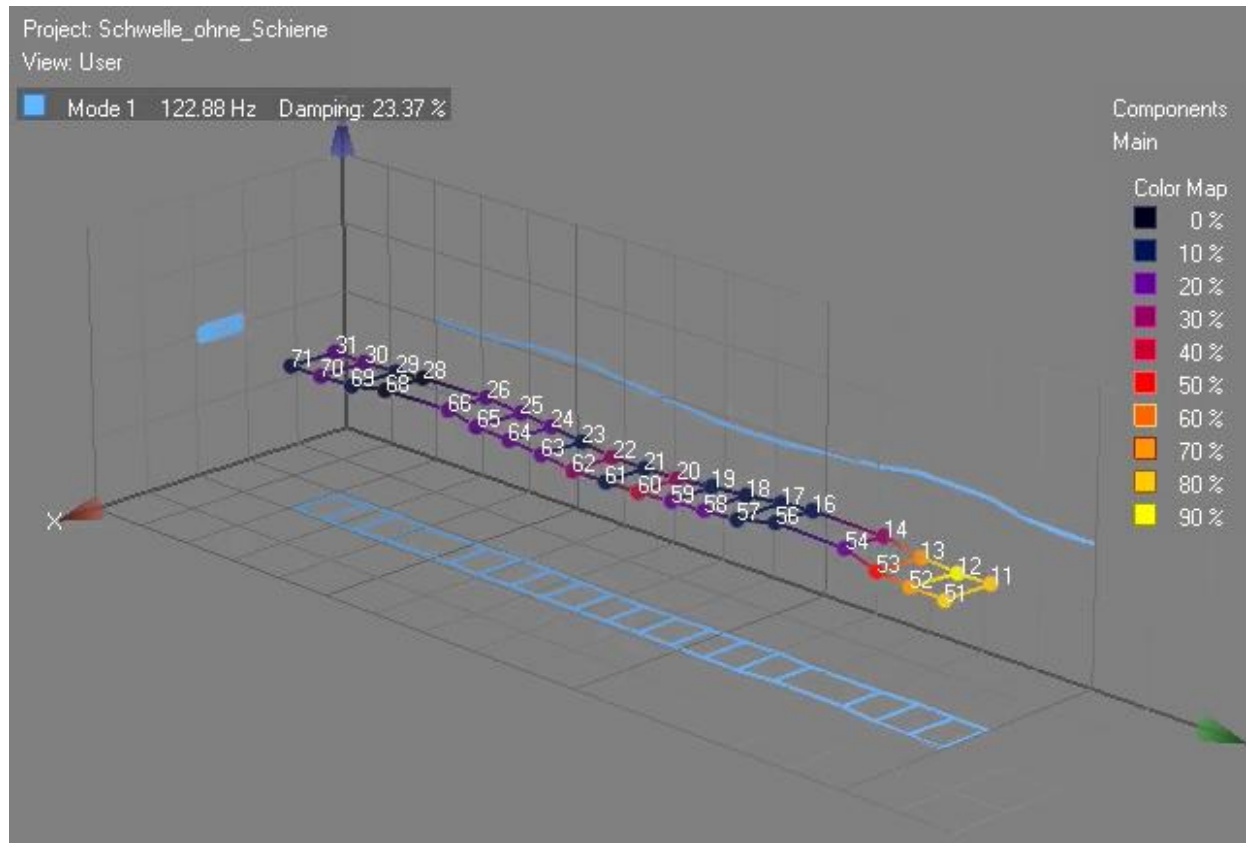 Project: Schwelle_ohne_Schiene
View: User
Mode 1 122.88 Hz Damping: 23.37 %
Components
Main
Color Map
0 %
10 %
20 %
30 %
40 %
50 %
60 %
70 %
80 %
90 %
71 31 30 29 28 26 25 24 23 22 21 20 19 18 17 16 14 13 12 11
70 69 68 66 65 64 63 62 61 60 59 58 57 56 54 53 52 51
X